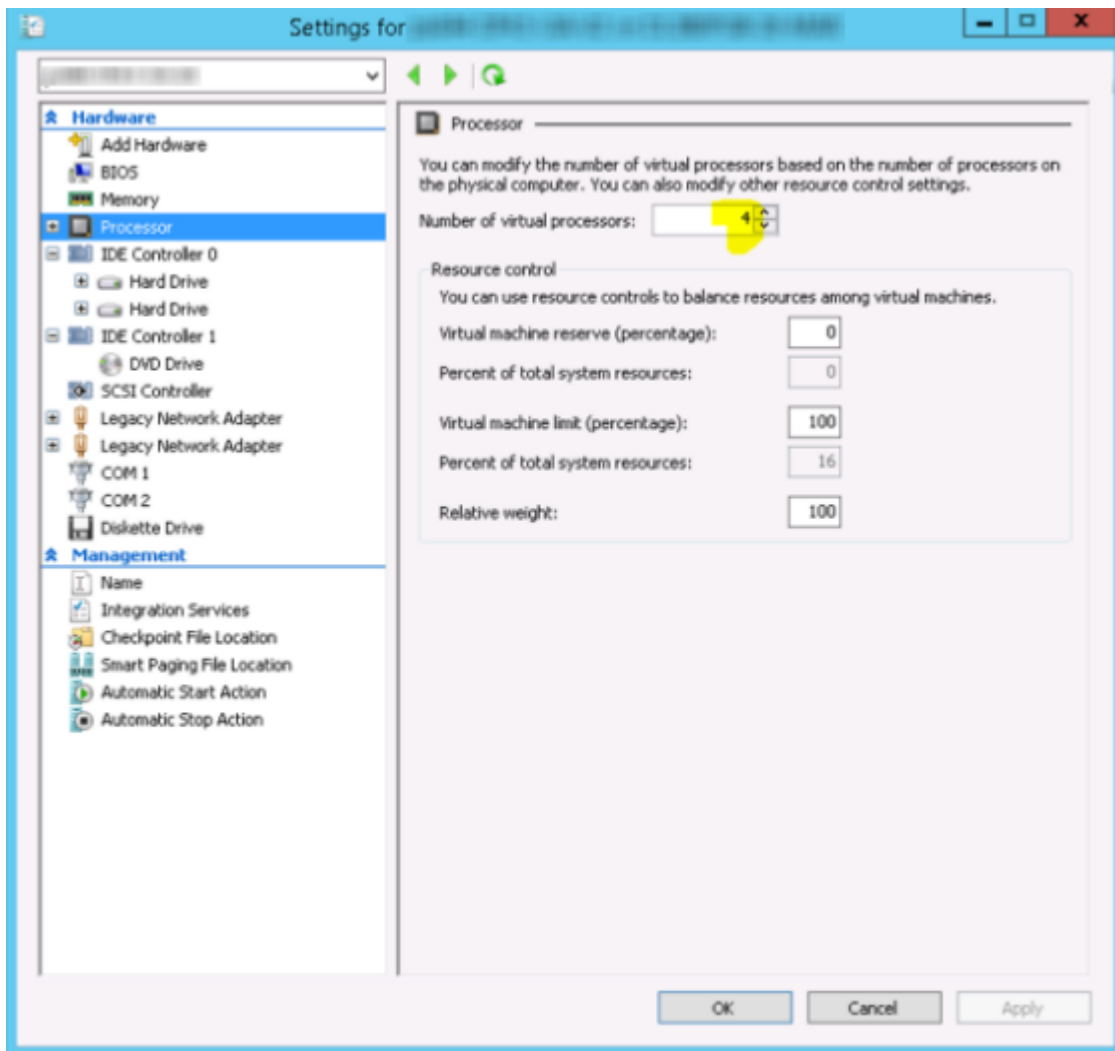 Settings for
Hardware
Add Hardware
BIOS
Memory
Processor
IDE Controller 0
Hard Drive
Hard Drive
IDE Controller 1
DVD Drive
SCSI Controller
Legacy Network Adapter
Legacy Network Adapter
COM 1
COM 2
Diskette Drive
Management
Name
Integration Services
Checkpoint File Location
Smart Paging File Location
Automatic Start Action
Automatic Stop Action
Processor
You can modify the number of virtual processors based on the number of processors on
the physical computer. You can also modify other resource control settings.
Number of virtual processors: 4
Resource control
You can use resource controls to balance resources among virtual machines.
Virtual machine reserve (percentage): 0
Percent of total system resources: 0
Virtual machine limit (percentage): 100
Percent of total system resources: 16
Relative weight: 100
OK Cancel Apply